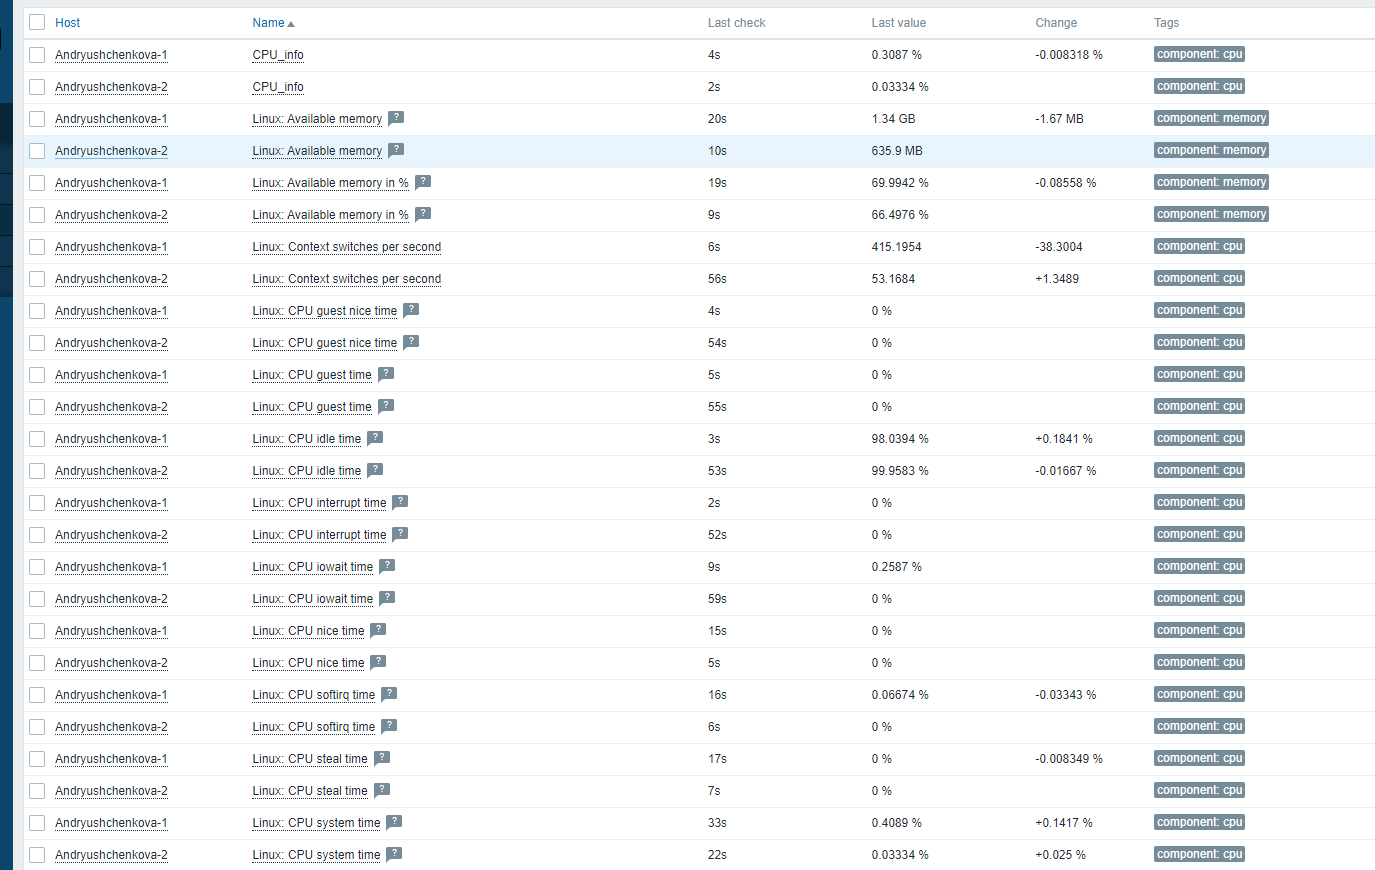 Host Name Last check Last value Change Tags
Andryushchenkova-1 CPU_info 4s 0.3087 % -0.008318 % component: cpu
Andryushchenkova-2 CPU_info 2s 0.03334 % component: cpu
Andryushchenkova-1 Linux: Available memory ? 20s 1.34 GB -1.67 MB component: memory
Andryushchenkova-2 Linux: Available memory ? 10s 635.9 MB component: memory
Andryushchenkova-1 Linux: Available memory in % ? 19s 69.9942 % -0.08558 % component: memory
Andryushchenkova-2 Linux: Available memory in % ? 9s 66.4976 % component: memory
Andryushchenkova-1 Linux: Context switches per second 6s 415.1954 -38.3004 component: cpu
Andryushchenkova-2 Linux: Context switches per second 56s 53.1684 +1.3489 component: cpu
Andryushchenkova-1 Linux: CPU guest nice time ? 4s 0 % component: cpu
Andryushchenkova-2 Linux: CPU guest nice time ? 54s 0 % component: cpu
Andryushchenkova-1 Linux: CPU guest time ? 5s 0 % component: cpu
Andryushchenkova-2 Linux: CPU guest time ? 55s 0 % component: cpu
Andryushchenkova-1 Linux: CPU idle time ? 3s 98.0394 % +0.1841 % component: cpu
Andryushchenkova-2 Linux: CPU idle time ? 53s 99.9583 % -0.01667 % component: cpu
Andryushchenkova-1 Linux: CPU interrupt time ? 2s 0 % component: cpu
Andryushchenkova-2 Linux: CPU interrupt time ? 52s 0 % component: cpu
Andryushchenkova-1 Linux: CPU iowait time ? 9s 0.2587 % component: cpu
Andryushchenkova-2 Linux: CPU iowait time ? 59s 0 % component: cpu
Andryushchenkova-1 Linux: CPU nice time ? 15s 0 % component: cpu
Andryushchenkova-2 Linux: CPU nice time ? 5s 0 % component: cpu
Andryushchenkova-1 Linux: CPU softirq time ? 16s 0.06674 % -0.03343 % component: cpu
Andryushchenkova-2 Linux: CPU softirq time ? 6s 0 % component: cpu
Andryushchenkova-1 Linux: CPU steal time ? 17s 0 % -0.008349 % component: cpu
Andryushchenkova-2 Linux: CPU steal time ? 7s 0 % component: cpu
Andryushchenkova-1 Linux: CPU system time ? 33s 0.4089 % +0.1417 % component: cpu
Andryushchenkova-2 Linux: CPU system time ? 22s 0.03334 % +0.025 % component: cpu